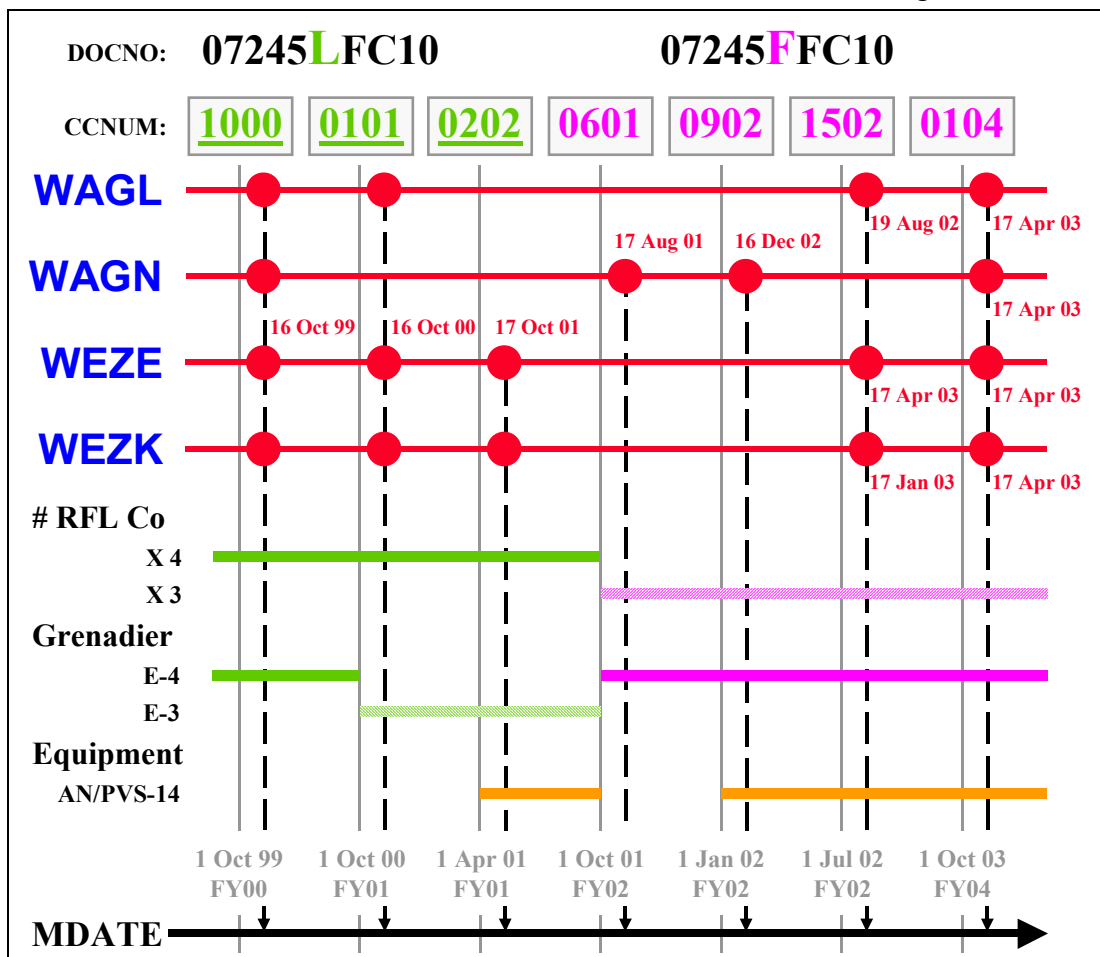 DOCNO: 07245LFC10 07245FFC10
CCNUM: 1000 0101 0202 0601 0902 1502 0104
WAGL
19 Aug 02 17 Apr 03
17 Aug 01 16 Dec 02
WAGN
17 Apr 03
16 Oct 99 16 Oct 00 17 Oct 01
WEZE
17 Apr 03 17 Apr 03
WEZK
17 Jan 03 17 Apr 03
# RFL Co
X 4
X 3
Grenadier
E-4
E-3
Equipment
AN/PVS-14
1 Oct 99 1 Oct 00 1 Apr 01 1 Oct 01 1 Jan 02 1 Jul 02 1 Oct 03
FY00 FY01 FY01 FY02 FY02 FY02 FY04
MDATE